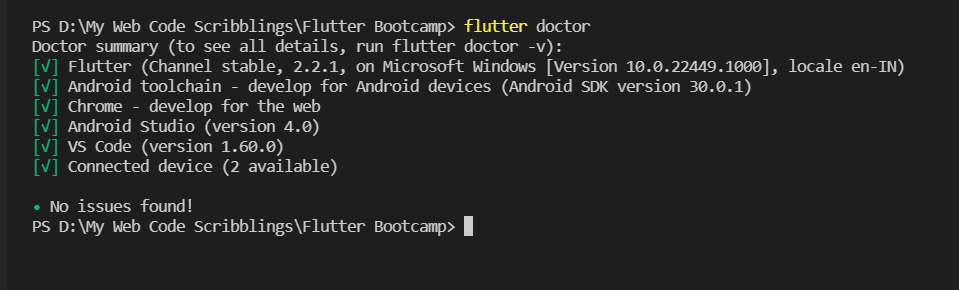 PS D:\My Web Code Scribblings\Flutter Bootcamp> flutter doctor
Doctor summary (to see all details, run flutter doctor -v):
[√] Flutter (Channel stable, 2.2.1, on Microsoft Windows [Version 10.0.22449.1000], locale en-IN)
[√] Android toolchain - develop for Android devices (Android SDK version 30.0.1)
[√] Chrome - develop for the web
[√] Android Studio (version 4.0)
[√] VS Code (version 1.60.0)
[√] Connected device (2 available)
• No issues found!
PS D:\My Web Code Scribblings\Flutter Bootcamp>